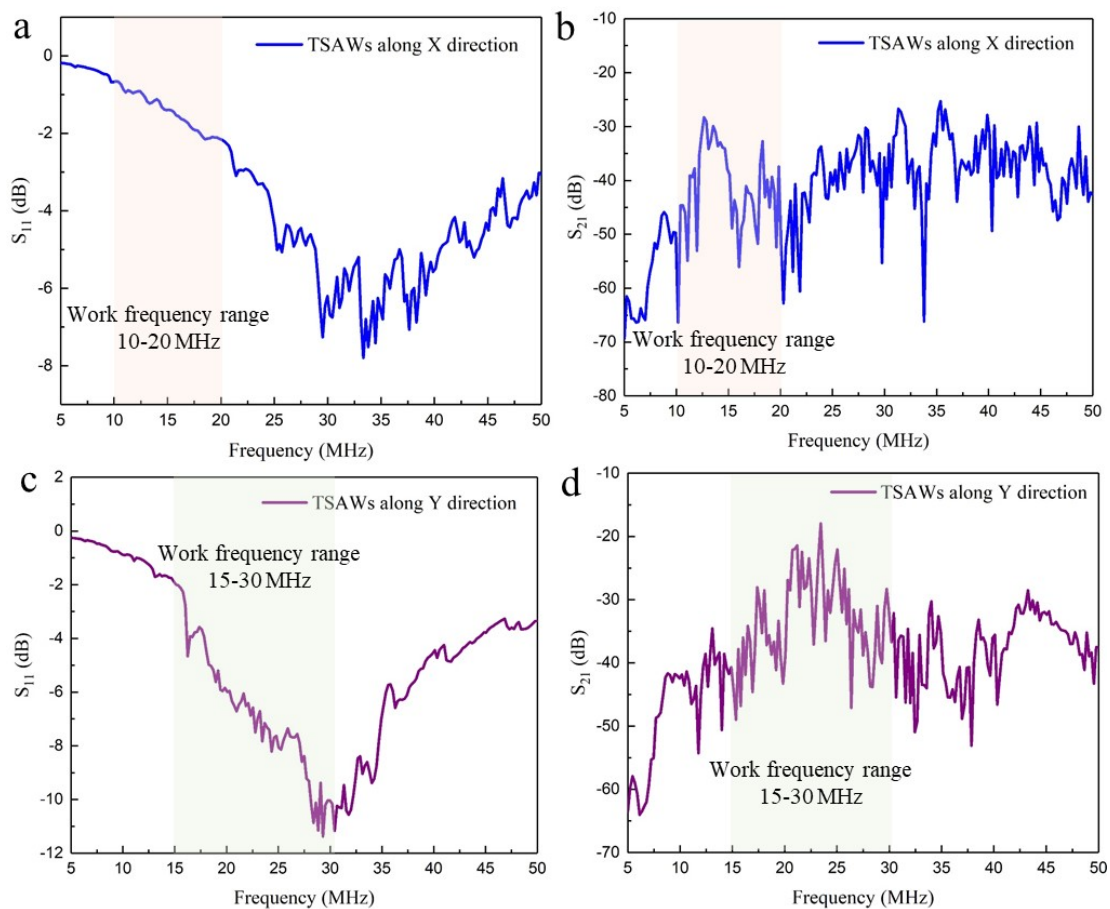 a
TSAWs along X direction
S11 (dB)
0
-2
-4
-6
-8
Work frequency range
10-20 MHz
5 10 15 20 25 30 35 40 45 50
Frequency (MHz)
b
TSAWs along X direction
S21 (dB)
-10
-20
-30
-40
-50
-60
-70
-80
Work frequency range
10-20 MHz
5 10 15 20 25 30 35 40 45 50
Frequency (MHz)
c
TSAWs along Y direction
S11 (dB)
2
0
-2
-4
-6
-8
-10
-12
Work frequency range
15-30 MHz
5 10 15 20 25 30 35 40 45 50
Frequency (MHz)
d
TSAWs along Y direction
S21 (dB)
-10
-20
-30
-40
-50
-60
-70
Work frequency range
15-30 MHz
5 10 15 20 25 30 35 40 45 50
Frequency (MHz)